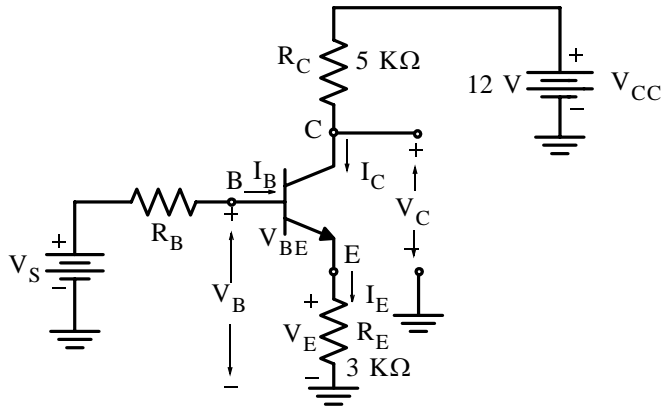 R_C 5 KΩ
12 V
+
V_CC
−
C
+
B I_B
I_C
V_C
+
R_B
+
V_BE
E
V_S
−
V_B
−
I_E
+
V_E R_E
−
3 KΩ
−